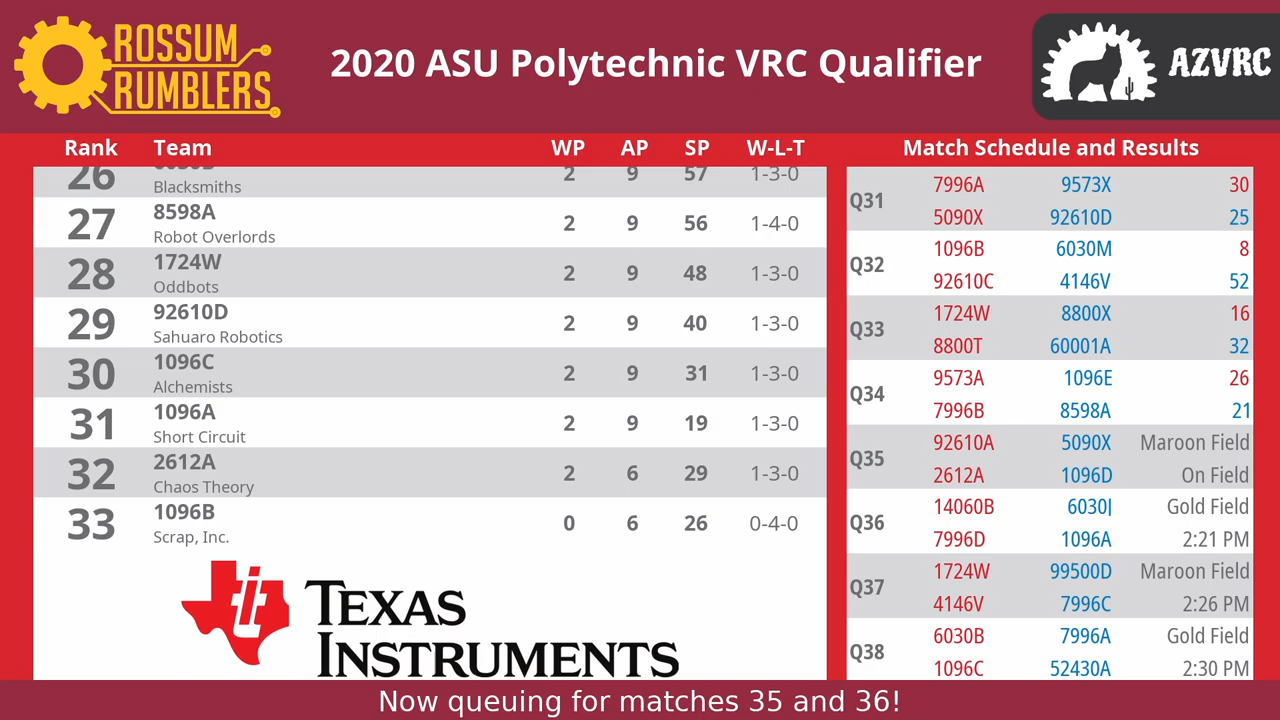 ROSSUM
RUMBLERS
2020 ASU Polytechnic VRC Qualifier
AZVRC
Rank Team WP AP SP W-L-T
26 2 9 57 1-3-0
Blacksmiths
27 8598A 2 9 56 1-4-0
Robot Overlords
28 1724W 2 9 48 1-3-0
Oddbots
29 92610D 2 9 40 1-3-0
Sahuaro Robotics
30 1096C 2 9 31 1-3-0
Alchemists
31 1096A 2 9 19 1-3-0
Short Circuit
32 2612A 2 6 29 1-3-0
Chaos Theory
33 1096B 0 6 26 0-4-0
Scrap, Inc.
TEXAS
INSTRUMENTS
Match Schedule and Results
Q31 7996A 9573X 30
5090X 92610D 25
Q32 1096B 6030M 8
92610C 4146V 52
Q33 1724W 8800X 16
8800T 60001A 32
Q34 9573A 1096E 26
7996B 8598A 21
Q35 92610A 5090X Maroon Field
2612A 1096D On Field
Q36 14060B 6030J Gold Field
7996D 1096A 2:21 PM
Q37 1724W 99500D Maroon Field
4146V 7996C 2:26 PM
Q38 6030B 7996A Gold Field
1096C 52430A 2:30 PM
Now queuing for matches 35 and 36!